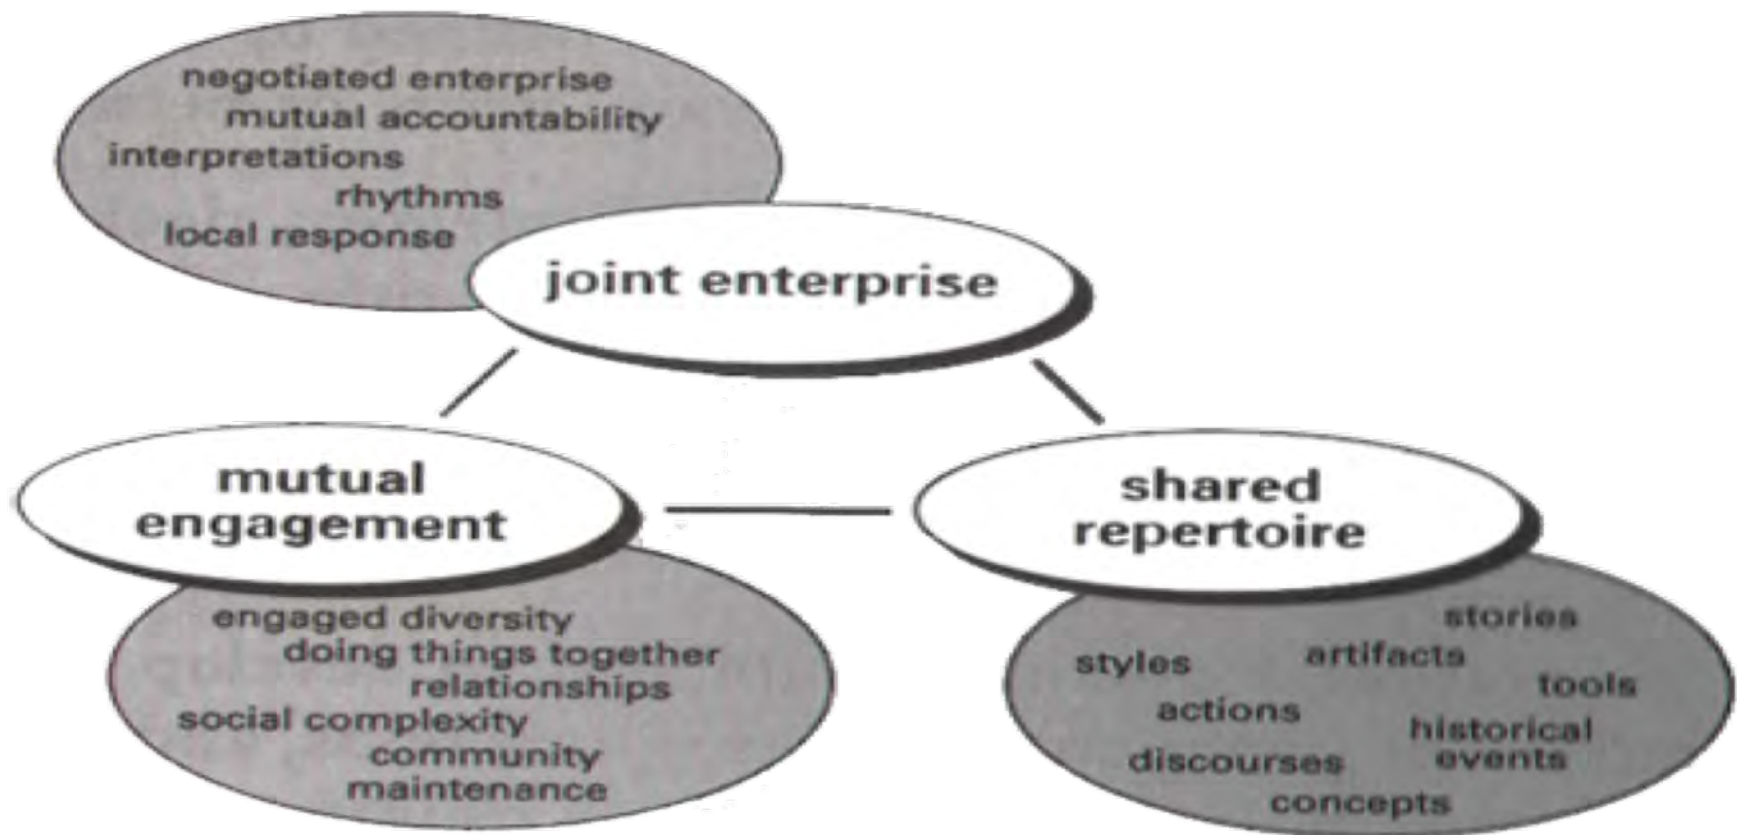 negotiated enterprise
mutual accountability
interpretations
rhythms
local response
joint enterprise
mutual
engagement
engaged diversity
doing things together
relationships
social complexity
community
maintenance
shared
repertoire
stories
styles
artifacts
tools
actions
historical
events
discourses
concepts